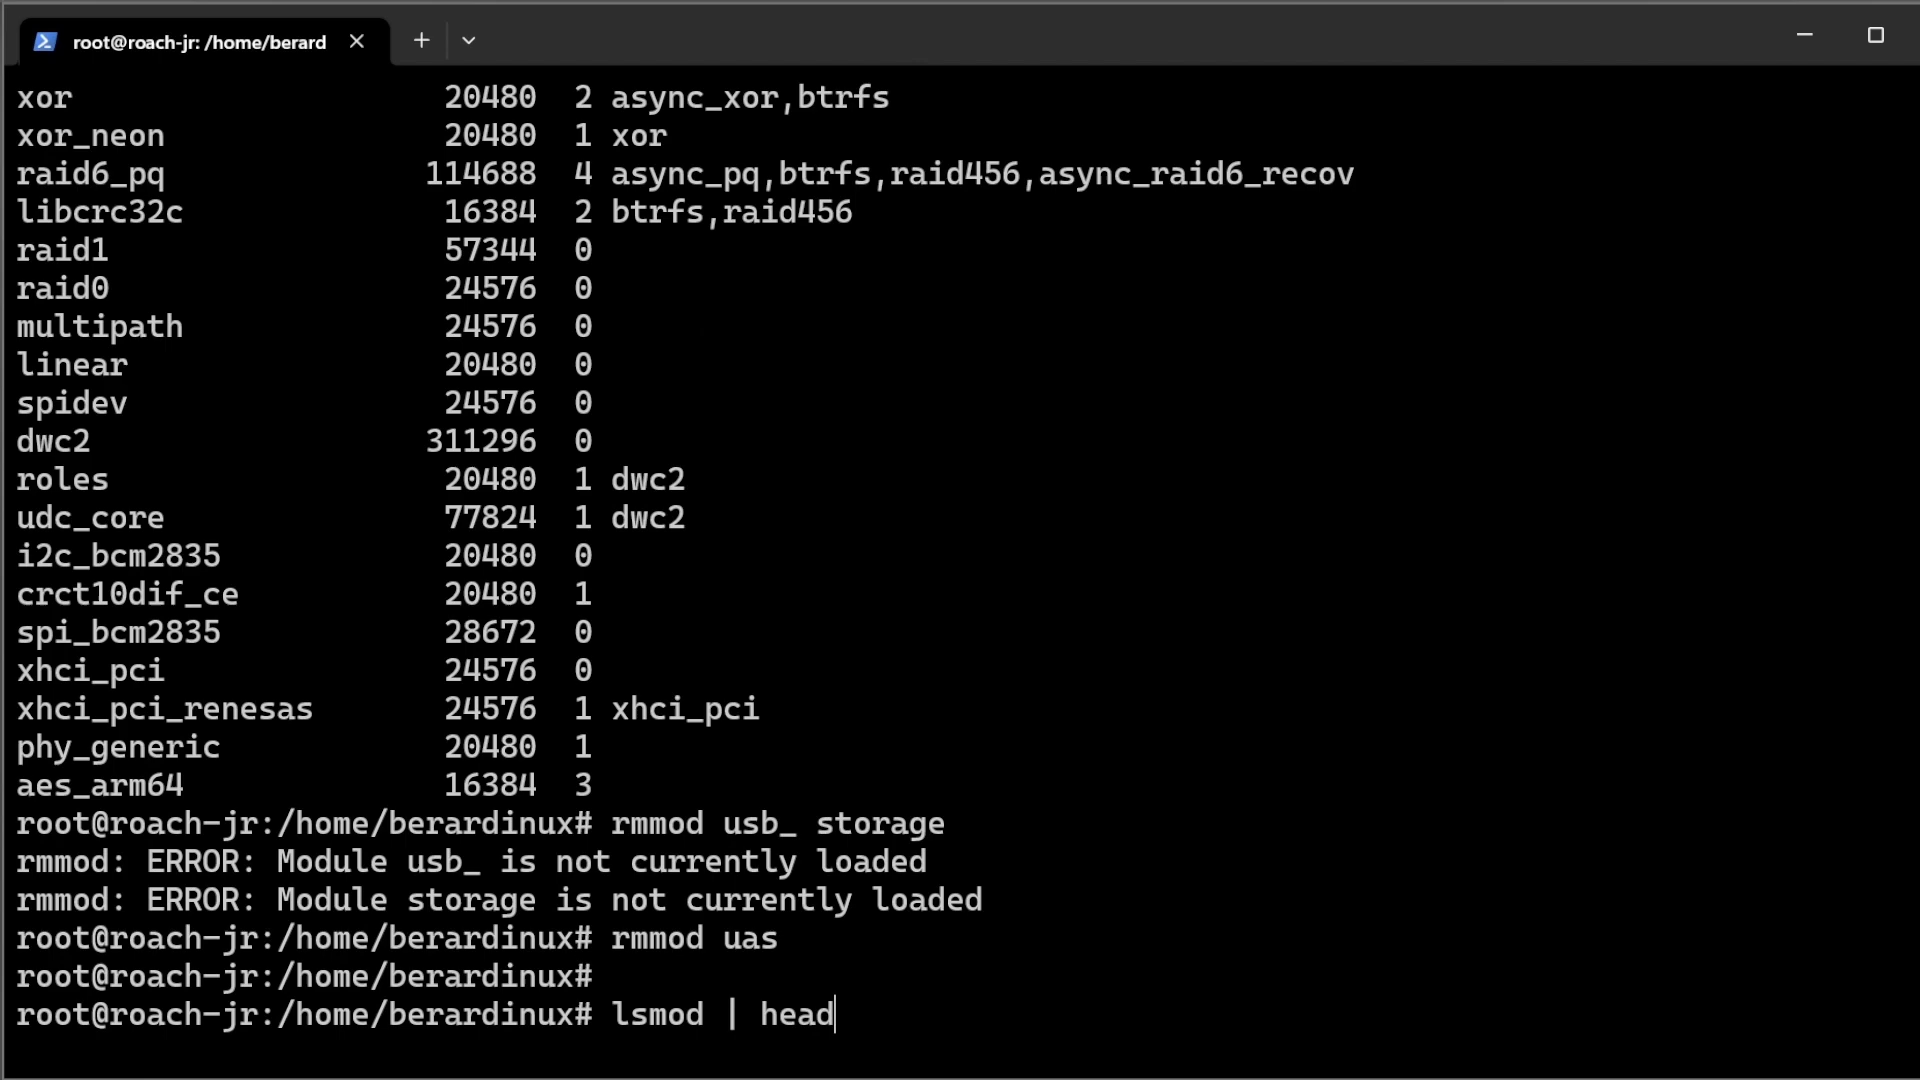 root@roach-jr: /home/berard
xor 20480 2 async_xor,btrfs
xor_neon 20480 1 xor
raid6_pq 114688 4 async_pq,btrfs,raid456,async_raid6_recov
libcrc32c 16384 2 btrfs,raid456
raid1 57344 0
raid0 24576 0
multipath 24576 0
linear 20480 0
spidev 24576 0
dwc2 311296 0
roles 20480 1 dwc2
udc_core 77824 1 dwc2
i2c_bcm2835 20480 0
crct10dif_ce 20480 1
spi_bcm2835 28672 0
xhci_pci 24576 0
xhci_pci_renesas 24576 1 xhci_pci
phy_generic 20480 1
aes_arm64 16384 3
root@roach-jr:/home/berardinux# rmmod usb_ storage
rmmod: ERROR: Module usb_ is not currently loaded
rmmod: ERROR: Module storage is not currently loaded
root@roach-jr:/home/berardinux# rmmod uas
root@roach-jr:/home/berardinux#
root@roach-jr:/home/berardinux# lsmod | head